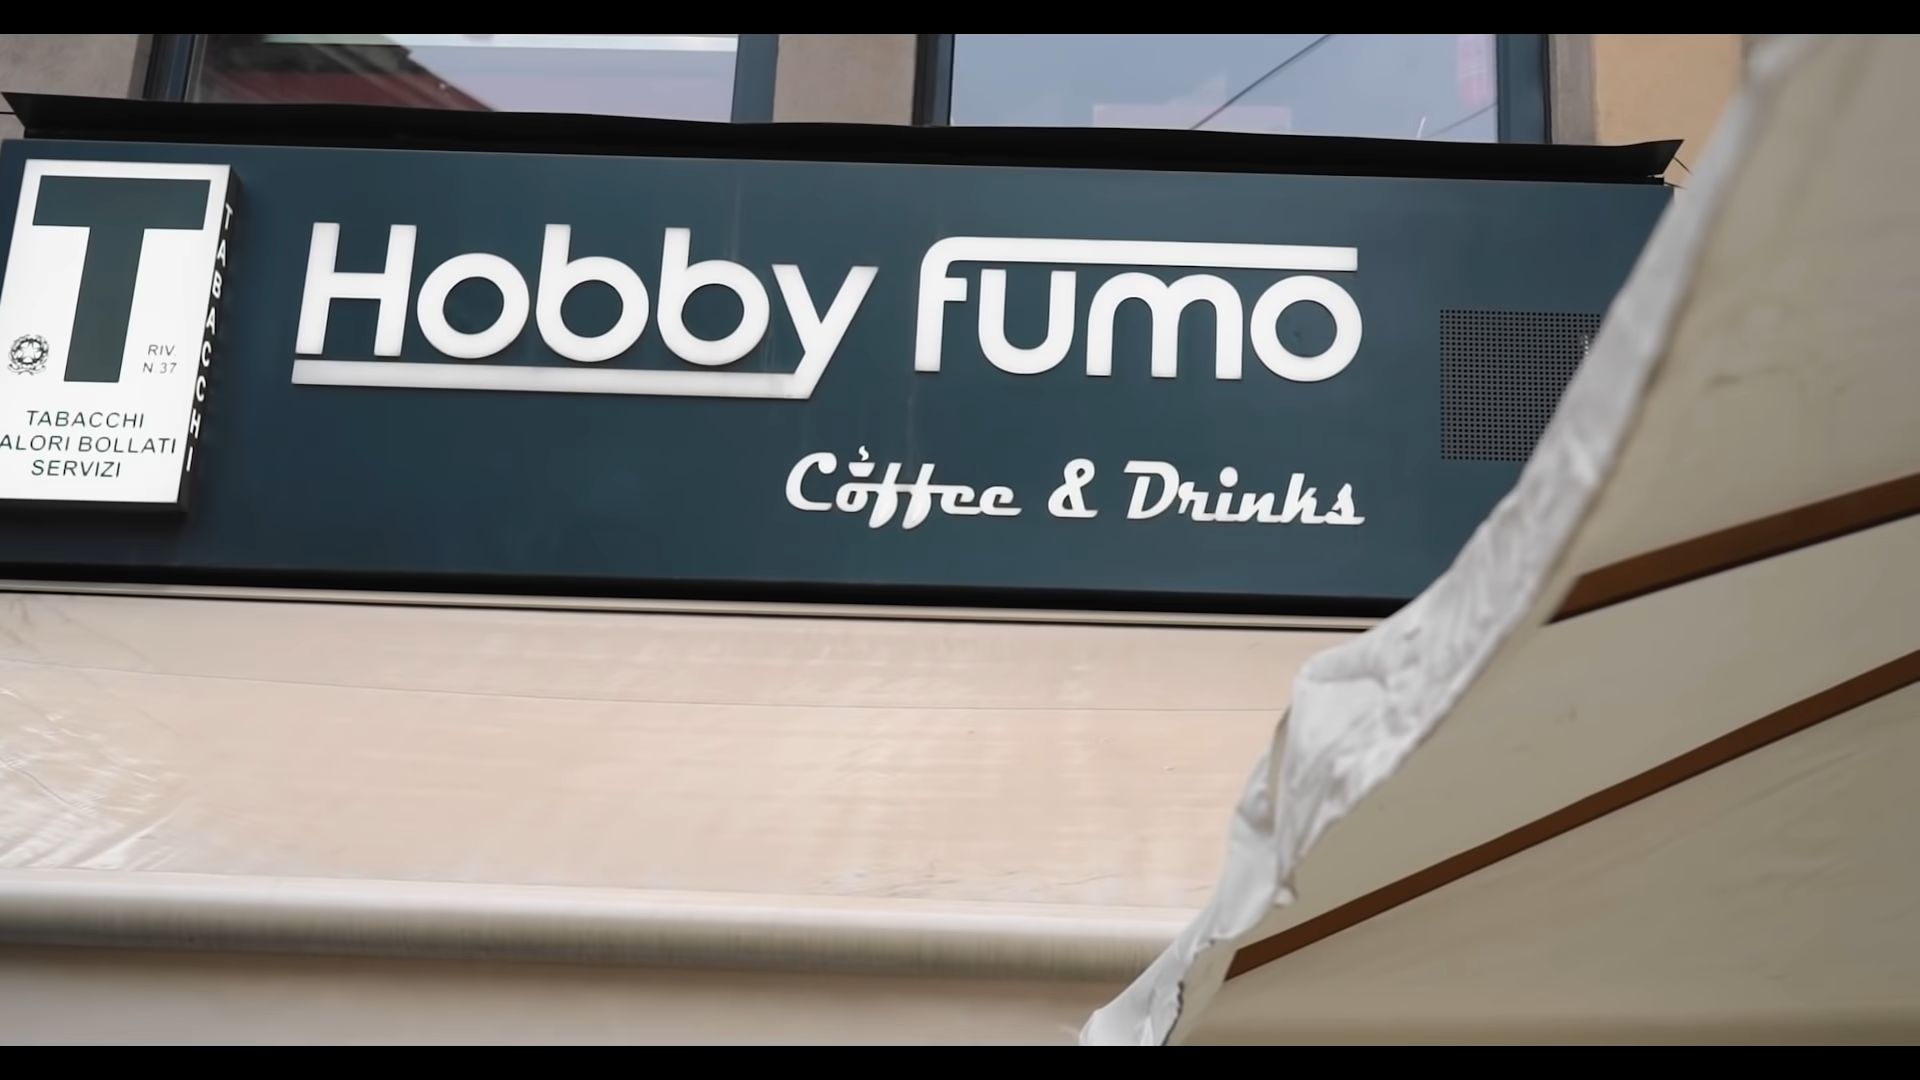 T
RIV.
N.37
TABACCHI
ALORI BOLLATI
SERVIZI
TABACCHI
Hobby fumo
Coffee & Drinks